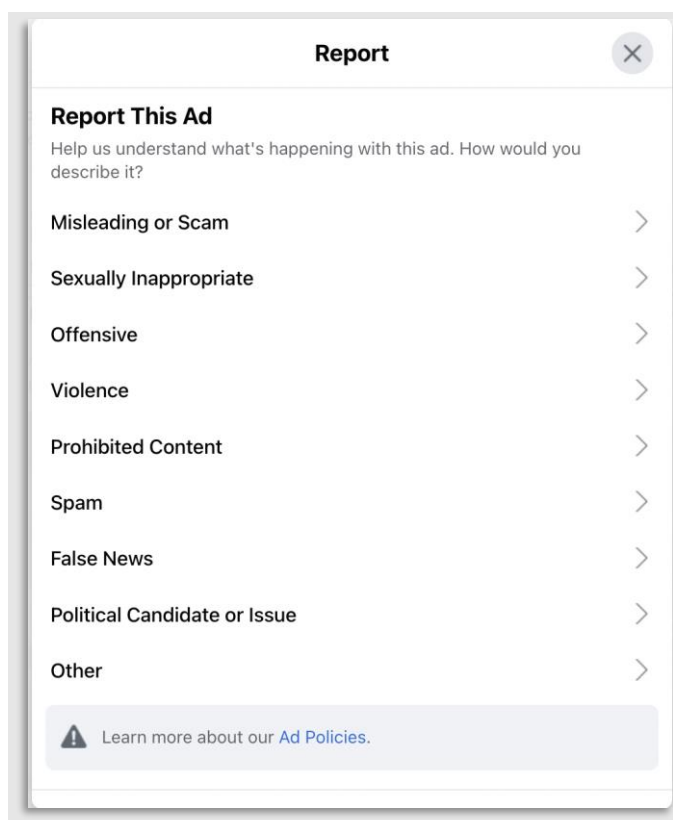 Report
Report This Ad
Help us understand what's happening with this ad. How would you
describe it?
Misleading or Scam
Sexually Inappropriate
Offensive
Violence
Prohibited Content
Spam
False News
Political Candidate or Issue
Other
Learn more about our Ad Policies.